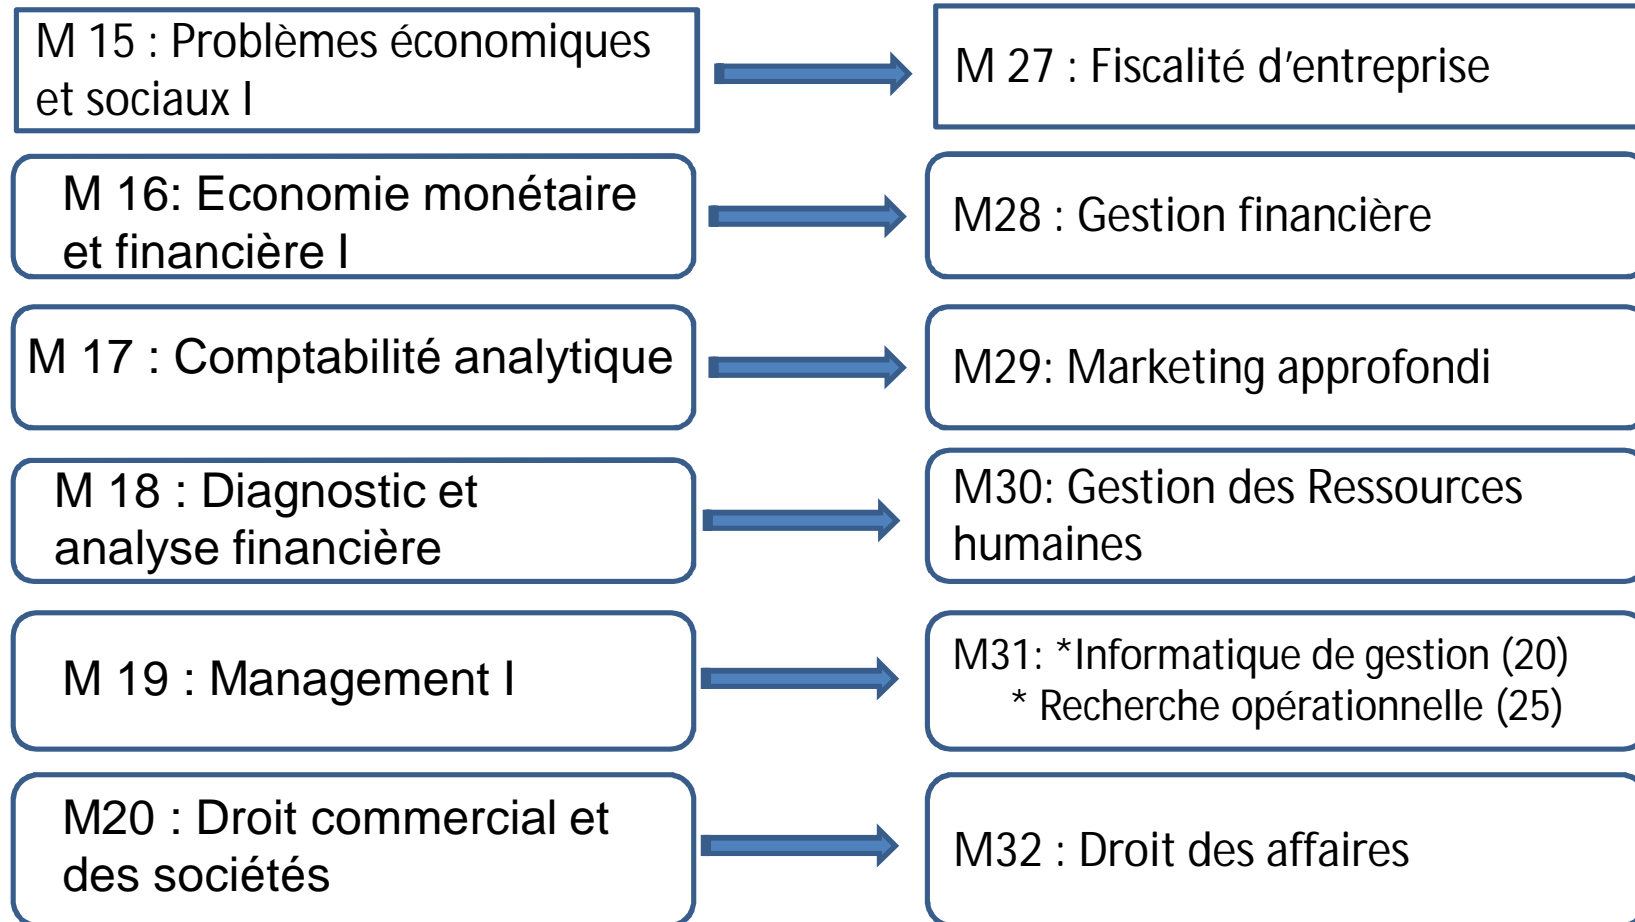 M 15 : Problèmes économiques
et sociaux I
M 27 : Fiscalité d'entreprise
M 16: Economie monétaire
et financière I
M28 : Gestion financière
M 17 : Comptabilité analytique
M29: Marketing approfondi
M 18 : Diagnostic et
analyse financière
M30: Gestion des Ressources
humaines
M 19 : Management I
M31: *Informatique de gestion (20)
* Recherche opérationnelle (25)
M20 : Droit commercial et
des sociétés
M32 : Droit des affaires